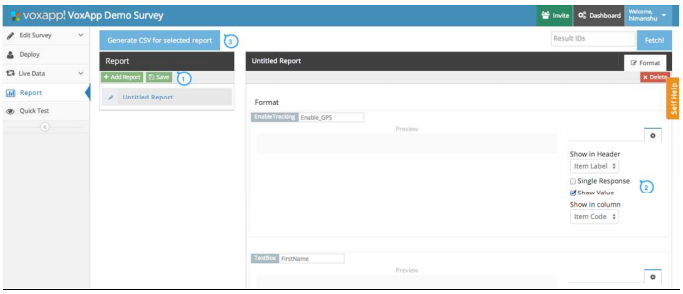 voxapp! VoxApp Demo Survey
Invite
Dashboard
Welcome,
himanshu
Edit Survey
Deploy
Live Data
Report
Quick Test
Generate CSV for selected report
3
Result IDs
Fetch!
Report
+ Add Report
Save
1
Untitled Report
Untitled Report
Format
Delete
Self Help
Format
EnableTracking
Enable_GPS
Preview
Show in Header
Item Label
Single Response
Show Value
2
Show in column
Item Code
TextBox
FirstName
Preview